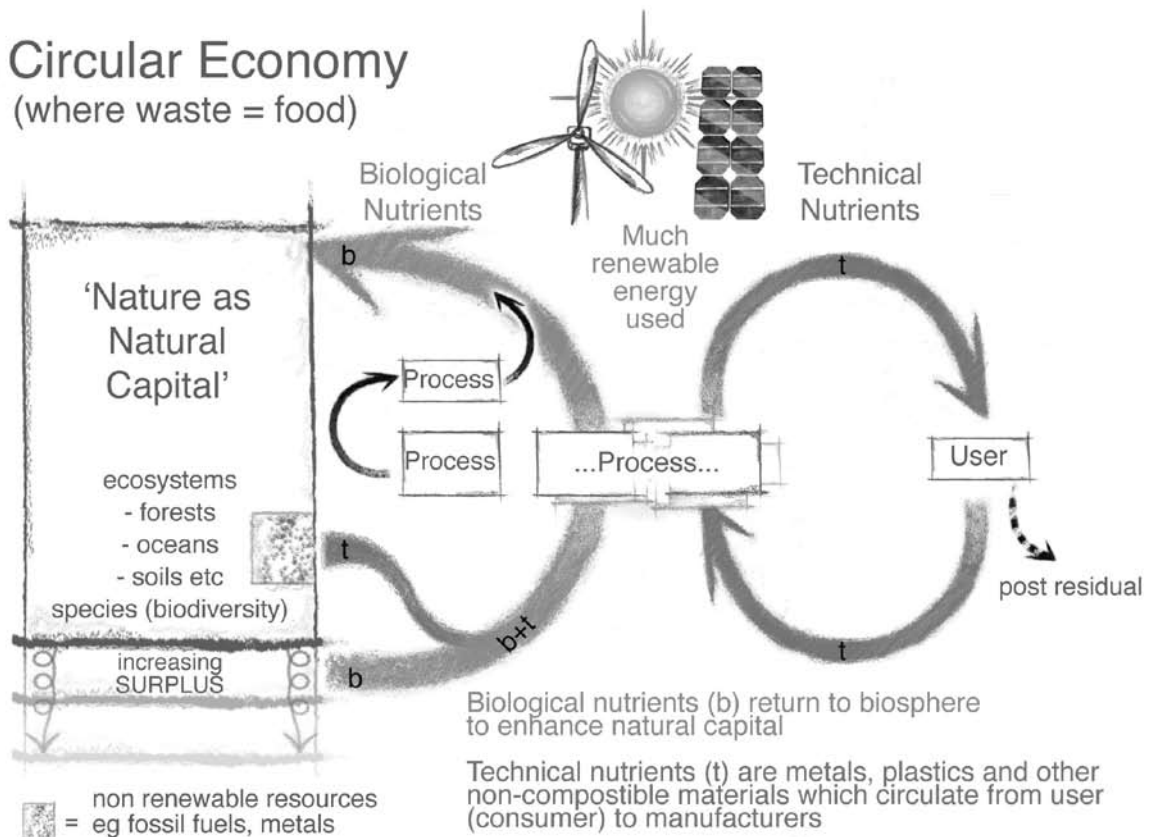 Circular Economy
(where waste = food)
Biological
Nutrients
Technical
Nutrients
Much
renewable
energy
used
b
t
'Nature as
Natural
Capital'
Process
Process
...Process...
User
ecosystems
- forests
- oceans
- soils etc
species (biodiversity)
t
post residual
b+t
t
increasing
SURPLUS
b
Biological nutrients (b) return to biosphere
to enhance natural capital
Technical nutrients (t) are metals, plastics and other
non-compostible materials which circulate from user
(consumer) to manufacturers
= non renewable resources
eg fossil fuels, metals